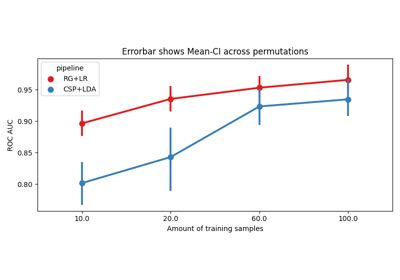 Errorbar shows Mean-CI across permutations
pipeline
RG+LR
CSP+LDA
0.95
0.90
0.85
0.80
ROC AUC
10.0 20.0 60.0 100.0
Amount of training samples